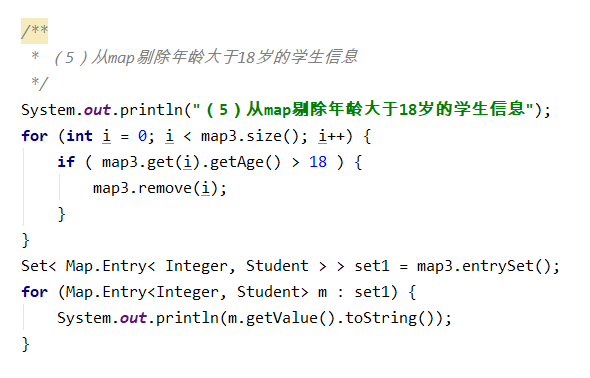 /**
 * （5）从map剔除年龄大于18岁的学生信息
 */
System.out.println("（5）从map剔除年龄大于18岁的学生信息");
for (int i = 0; i < map3.size(); i++) {
    if ( map3.get(i).getAge() > 18 ) {
        map3.remove(i);
    }
}
Set< Map.Entry< Integer, Student > > set1 = map3.entrySet();
for (Map.Entry<Integer, Student> m : set1) {
    System.out.println(m.getValue().toString());
}